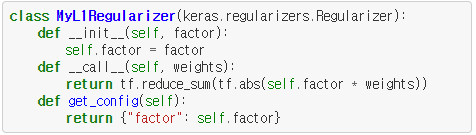 class MyL1Regularizer(keras.regularizers.Regularizer):
    def __init__(self, factor):
        self.factor = factor
    def __call__(self, weights):
        return tf.reduce_sum(tf.abs(self.factor * weights))
    def get_config(self):
        return {"factor": self.factor}